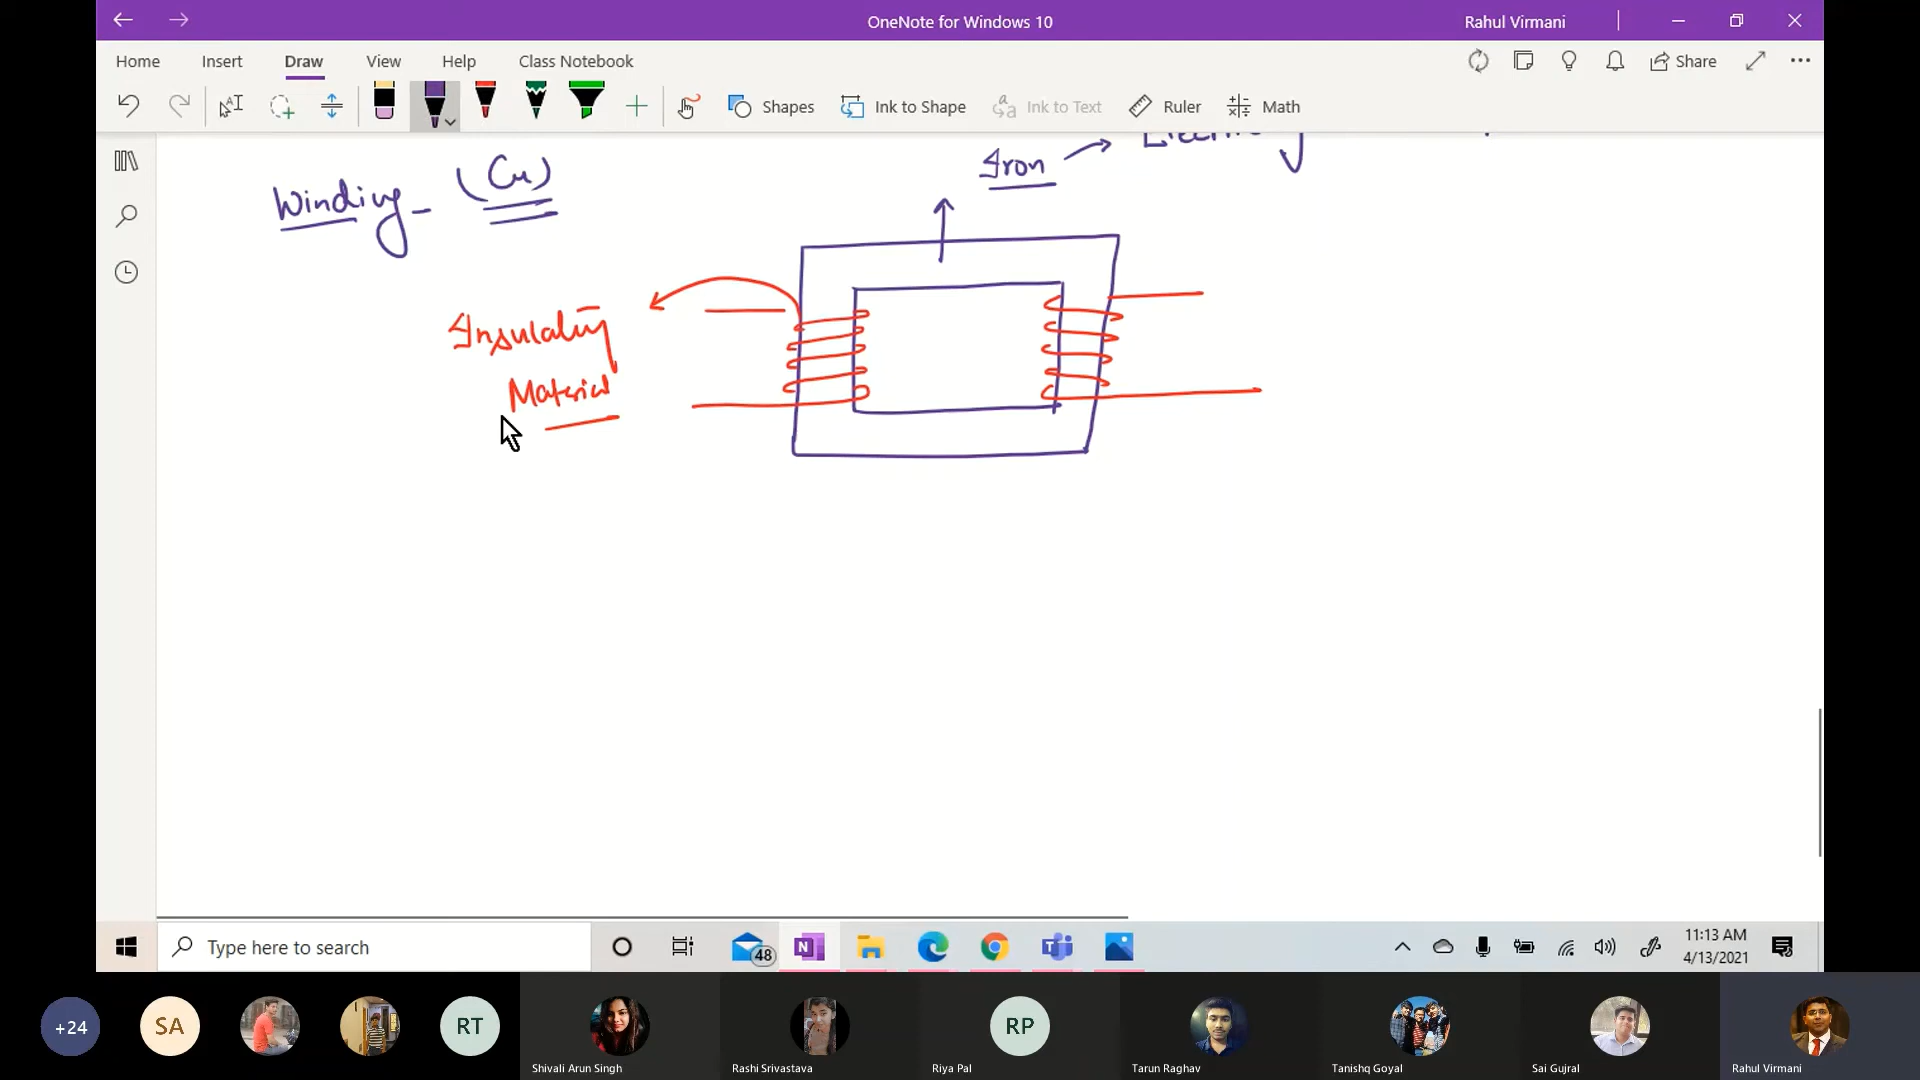 OneNote for Windows 10
Rahul Virmani
Home Insert Draw View Help Class Notebook
Share
Shapes Ink to Shape Ink to Text Ruler Math
Iron
Winding - (Cu)
Insulating
Material
Type here to search
48
N
11:13 AM
4/13/2021
+24
SA
RT
RP
Shivali Arun Singh
Rashi Srivastava
Riya Pal
Tarun Raghav
Tanishq Goyal
Sai Gujral
Rahul Virmani